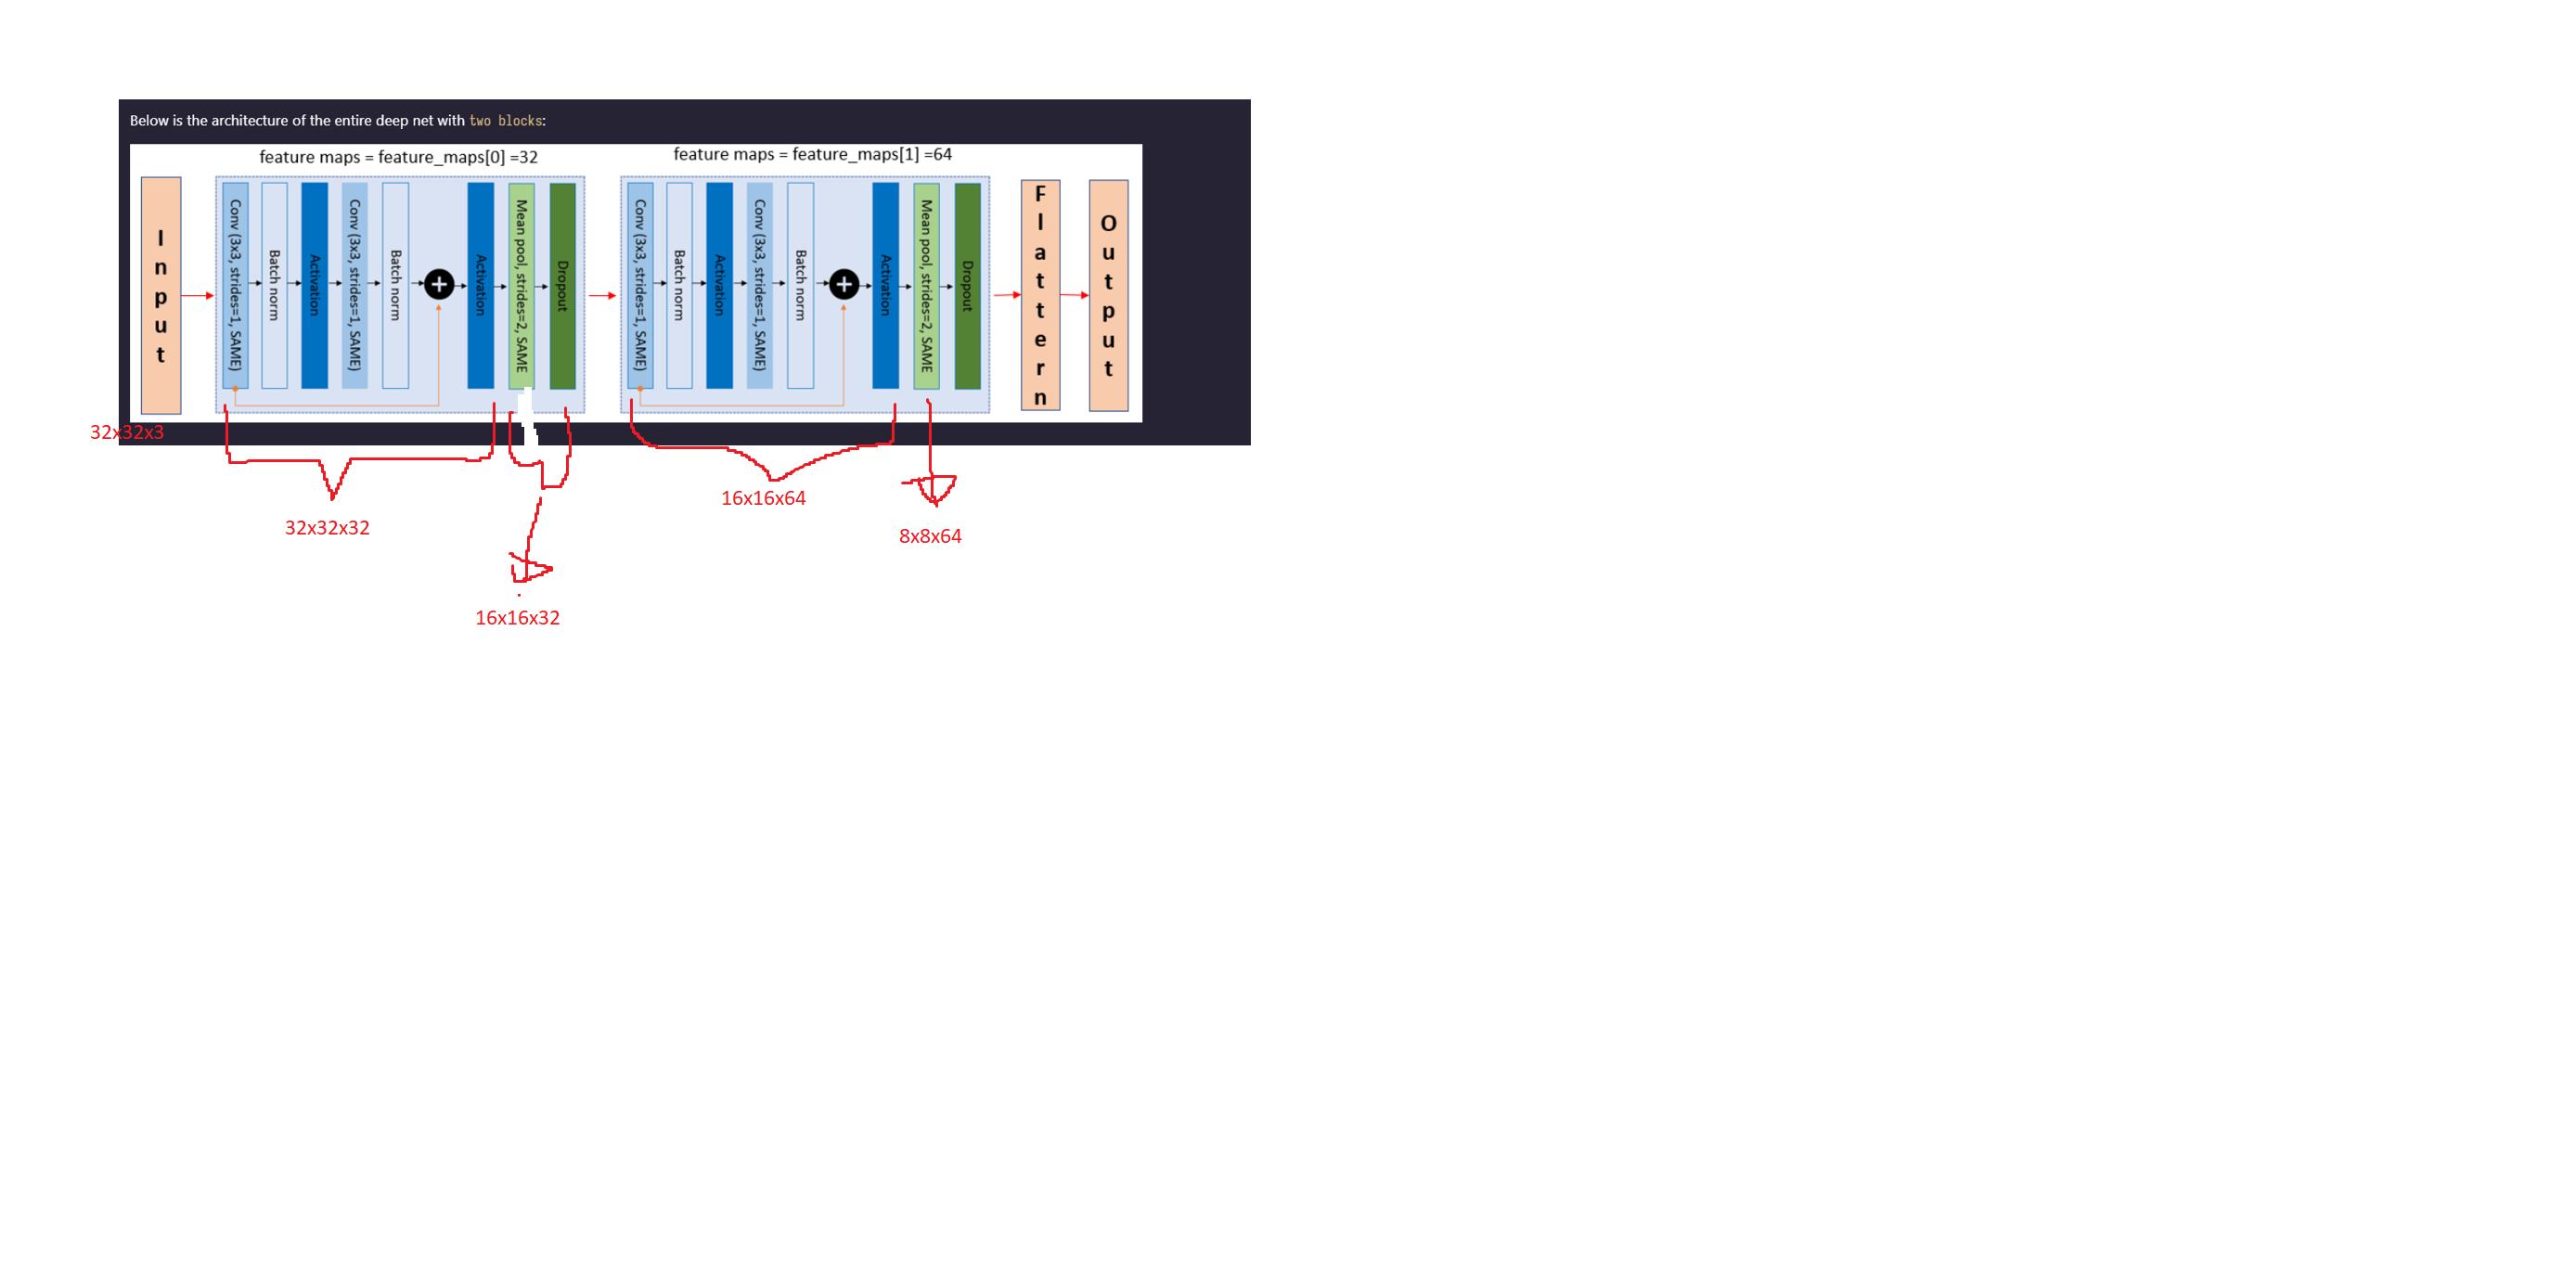 Below is the architecture of the entire deep net with two blocks:
feature maps = feature_maps[0] =32
feature maps = feature_maps[1] =64
Input
Conv (3x3, strides=1, SAME)
Batch norm
Activation
Conv (3x3, strides=1, SAME)
Batch norm
+
Activation
Mean pool, strides=2, SAME
Dropout
Conv (3x3, strides=1, SAME)
Batch norm
Activation
Conv (3x3, strides=1, SAME)
Batch norm
+
Activation
Mean pool, strides=2, SAME
Dropout
Flattern
Output
32x32x3
32x32x32
16x16x32
16x16x64
8x8x64